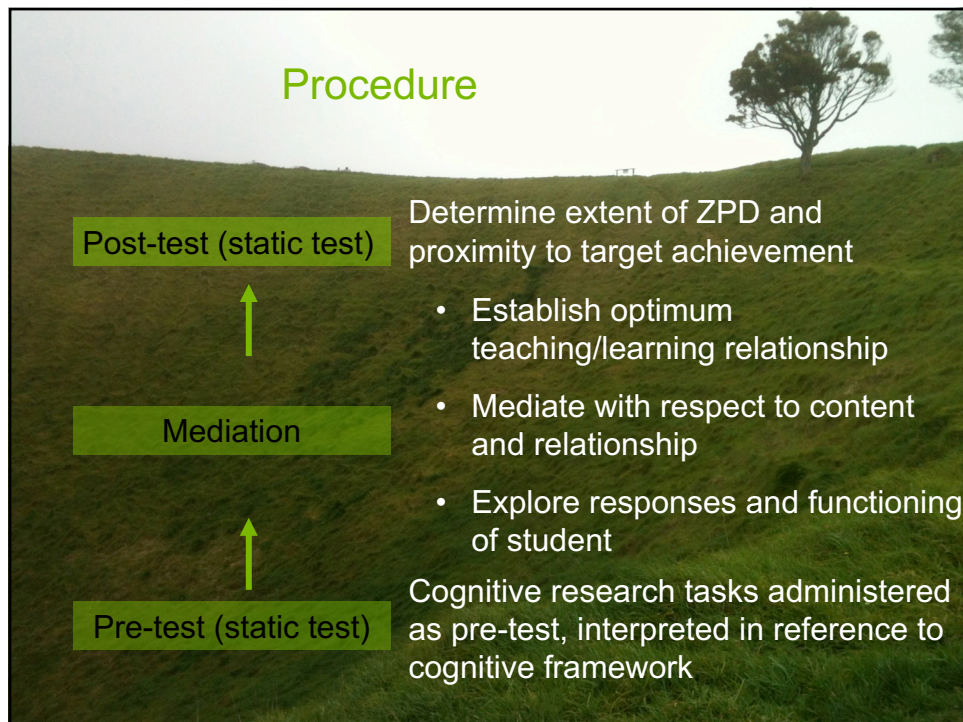 Procedure
Post-test (static test)
Determine extent of ZPD and
proximity to target achievement
• Establish optimum
teaching/learning relationship
Mediation
• Mediate with respect to content
and relationship
• Explore responses and functioning
of student
Pre-test (static test)
Cognitive research tasks administered
as pre-test, interpreted in reference to
cognitive framework